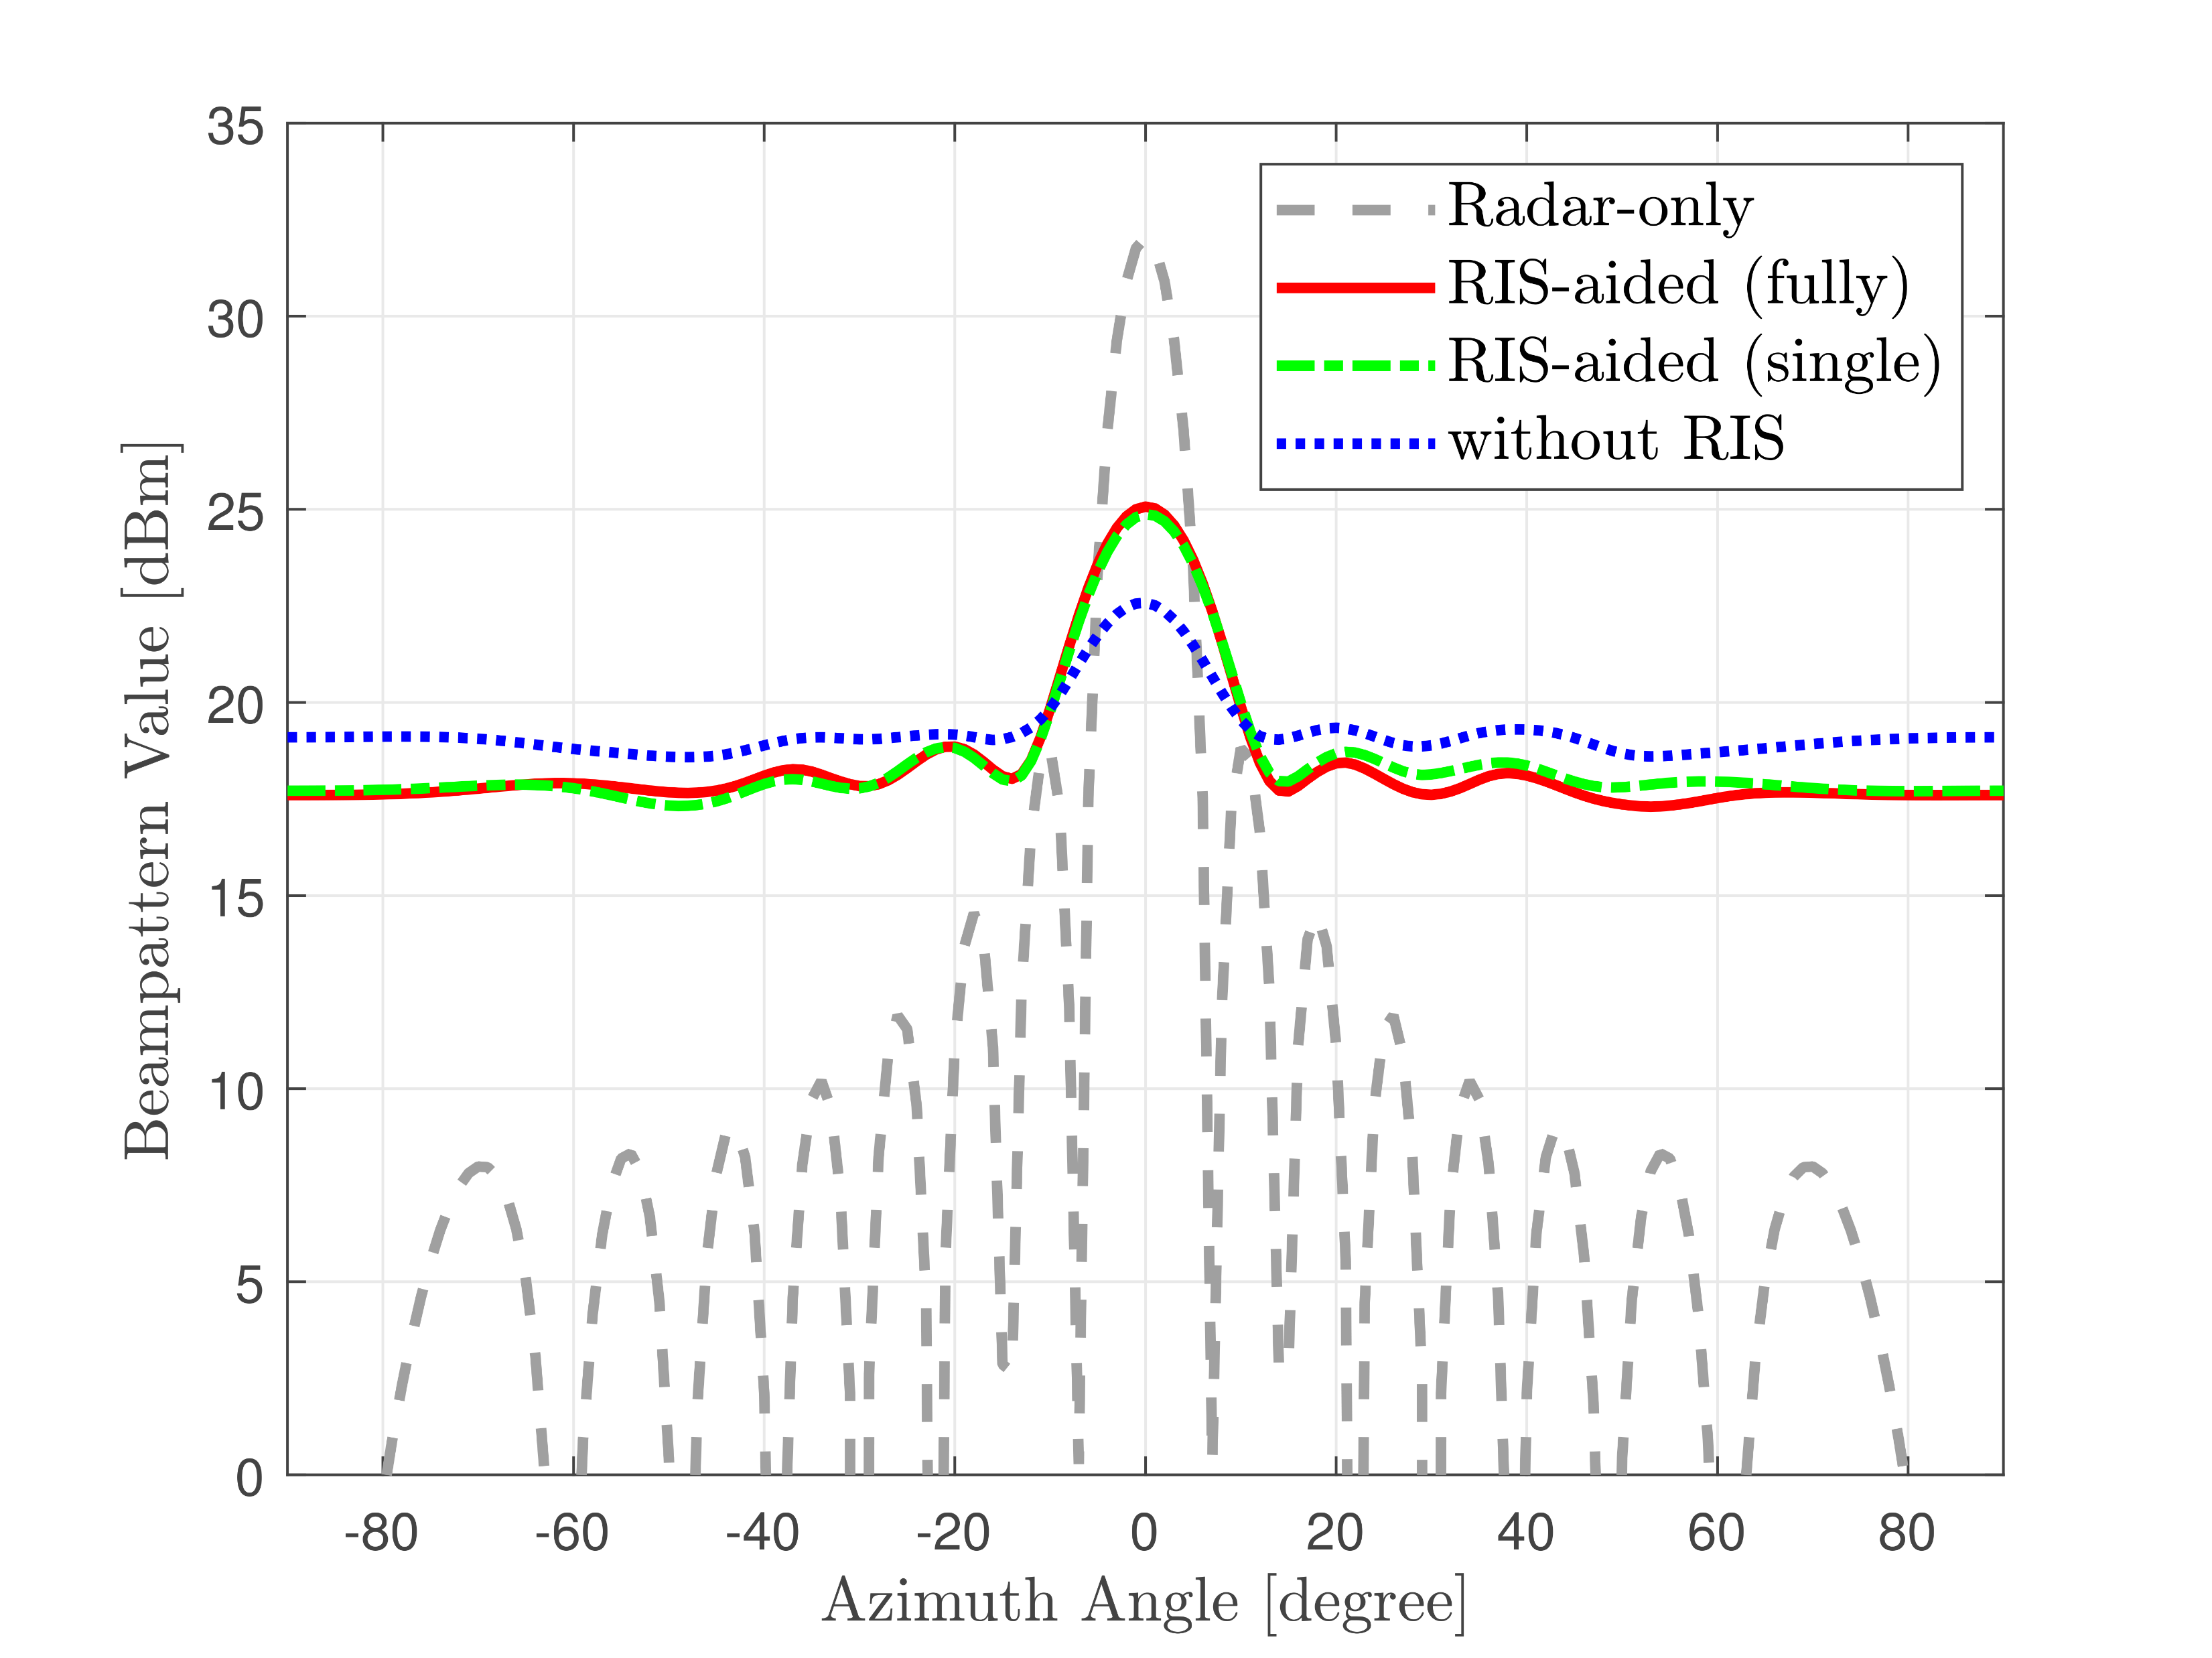 35
30
25
20
15
10
5
0
Beampattern Value [dBm]
Radar-only
RIS-aided (fully)
RIS-aided (single)
without RIS
-80 -60 -40 -20 0 20 40 60 80
Azimuth Angle [degree]